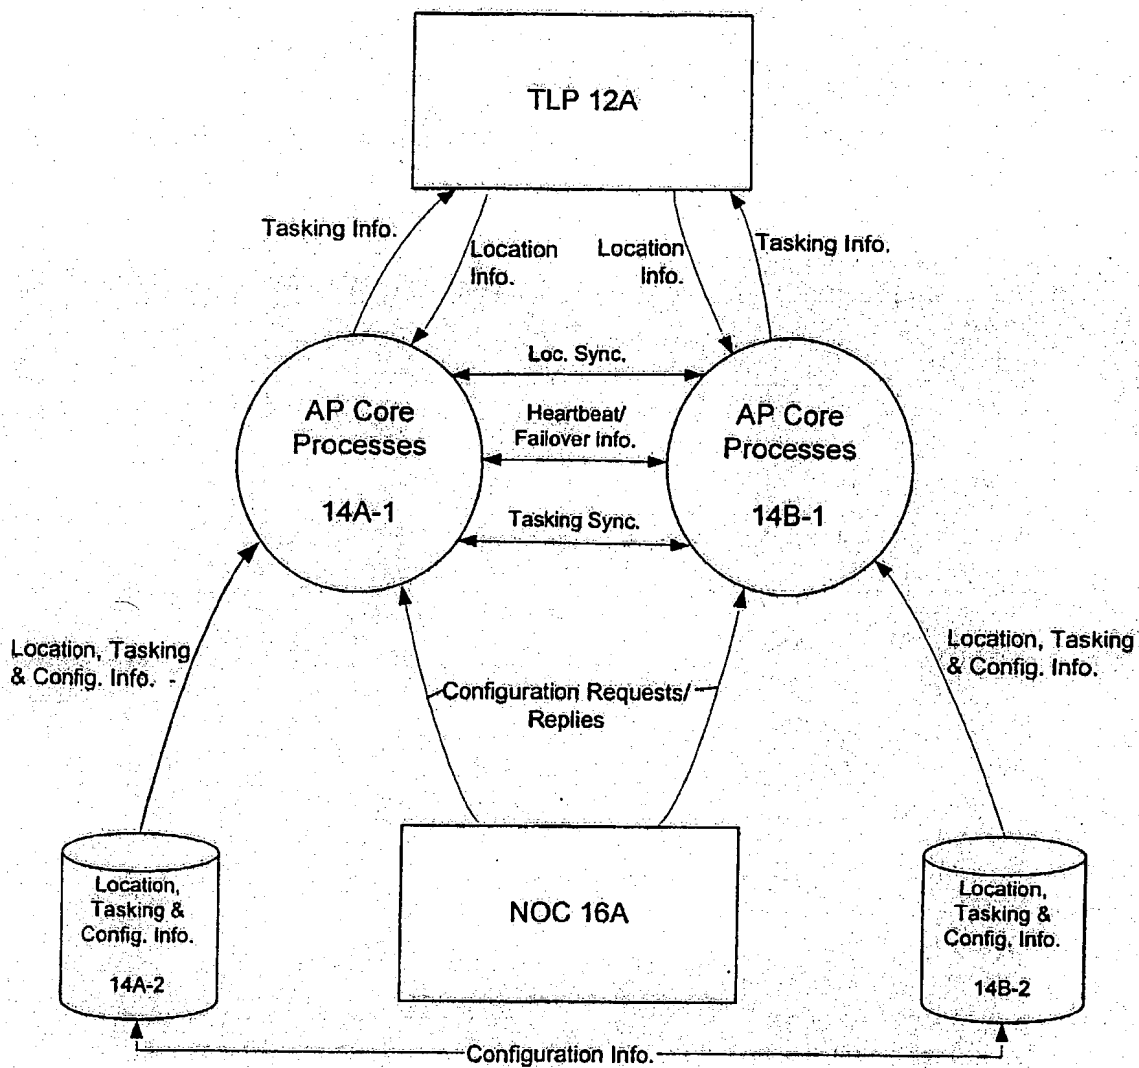 TLP 12A
Tasking Info.
Location
Info.
Location
Info.
Tasking Info.
Loc. Sync.
AP Core
Processes
14A-1
Heartbeat/
Failover Info.
AP Core
Processes
14B-1
Tasking Sync.
Location, Tasking
& Config. Info.
Configuration Requests/
Replies
Location, Tasking
& Config. Info.
Location,
Tasking &
Config. Info.
14A-2
NOC 16A
Location,
Tasking &
Config. Info.
14B-2
Configuration Info.